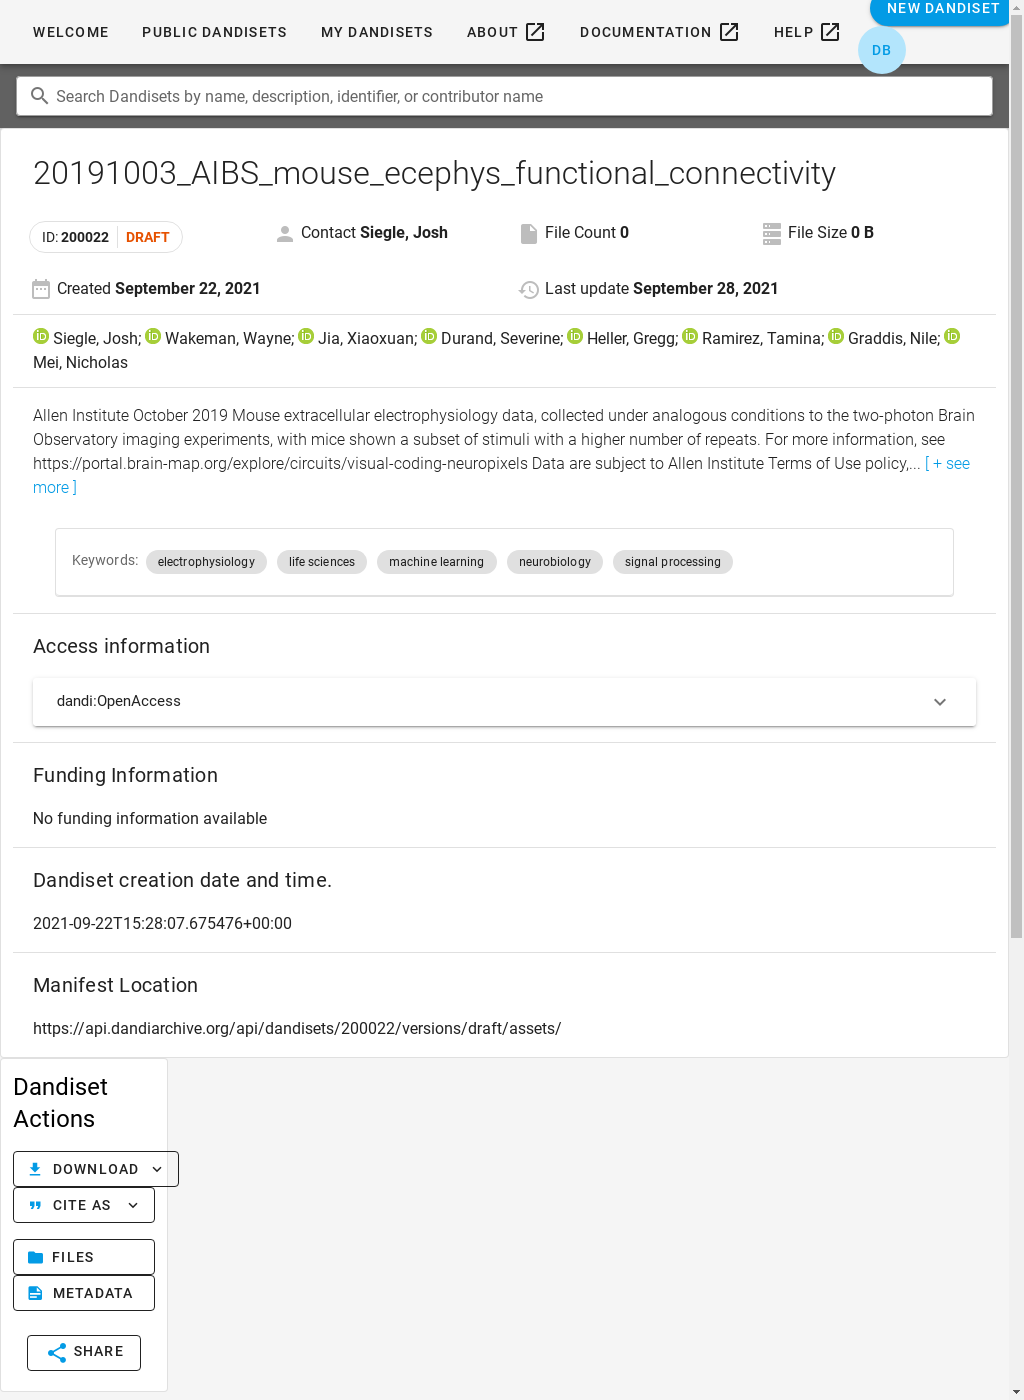 WELCOME PUBLIC DANDISETS MY DANDISETS ABOUT DOCUMENTATION HELP NEW DANDISET
DB
Search Dandisets by name, description, identifier, or contributor name
20191003_AIBS_mouse_ecephys_functional_connectivity
ID: 200022 DRAFT Contact Siegle, Josh File Count 0 File Size 0 B
Created September 22, 2021 Last update September 28, 2021
iD Siegle, Josh; iD Wakeman, Wayne; iD Jia, Xiaoxuan; iD Durand, Severine; iD Heller, Gregg; iD Ramirez, Tamina; iD Graddis, Nile; iD
Mei, Nicholas
Allen Institute October 2019 Mouse extracellular electrophysiology data, collected under analogous conditions to the two-photon Brain
Observatory imaging experiments, with mice shown a subset of stimuli with a higher number of repeats. For more information, see
https://portal.brain-map.org/explore/circuits/visual-coding-neuropixels Data are subject to Allen Institute Terms of Use policy,... [ + see
more ]
Keywords: electrophysiology life sciences machine learning neurobiology signal processing
Access information
dandi:OpenAccess
Funding Information
No funding information available
Dandiset creation date and time.
2021-09-22T15:28:07.675476+00:00
Manifest Location
https://api.dandiarchive.org/api/dandisets/200022/versions/draft/assets/
Dandiset
Actions
DOWNLOAD
CITE AS
FILES
METADATA
SHARE